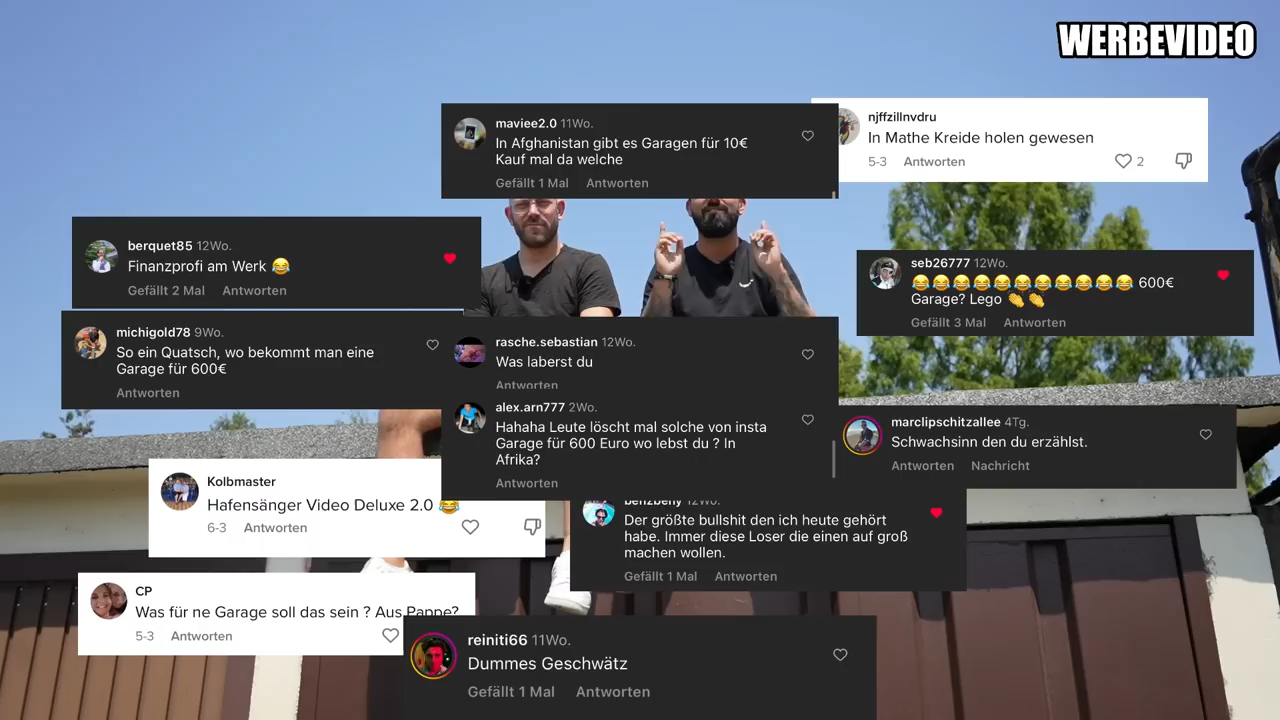 WERBEVIDEO
maviee2.0 11Wo.
In Afghanistan gibt es Garagen für 10€
Kauf mal da welche
Gefällt 1 Mal Antworten
njffzillnvdru
In Mathe Kreide holen gewesen
5-3 Antworten 2
berquet85 12Wo.
Finanzprofi am Werk 😂
Gefällt 2 Mal Antworten
seb26777 12Wo.
😂😂😂😂😂😂😂😂😂😂😂 600€
Garage? Lego 👏👏
Gefällt 3 Mal Antworten
michigold78 9Wo.
So ein Quatsch, wo bekommt man eine
Garage für 600€
Antworten
rasche.sebastian 12Wo.
Was laberst du
Antworten
alex.arn777 2Wo.
Hahaha Leute löscht mal solche von insta
Garage für 600 Euro wo lebst du ? In
Afrika?
Antworten
marclipschitzallee 4Tg.
Schwachsinn den du erzählst.
Antworten Nachricht
Kolbmaster
Hafensänger Video Deluxe 2.0 😂
6-3 Antworten
benzbeny 12Wo.
Der größte bullshit den ich heute gehört
habe. Immer diese Loser die einen auf groß
machen wollen.
Gefällt 1 Mal Antworten
CP
Was für ne Garage soll das sein ? Aus Pappe?
5-3 Antworten
reiniti66 11Wo.
Dummes Geschwätz
Gefällt 1 Mal Antworten